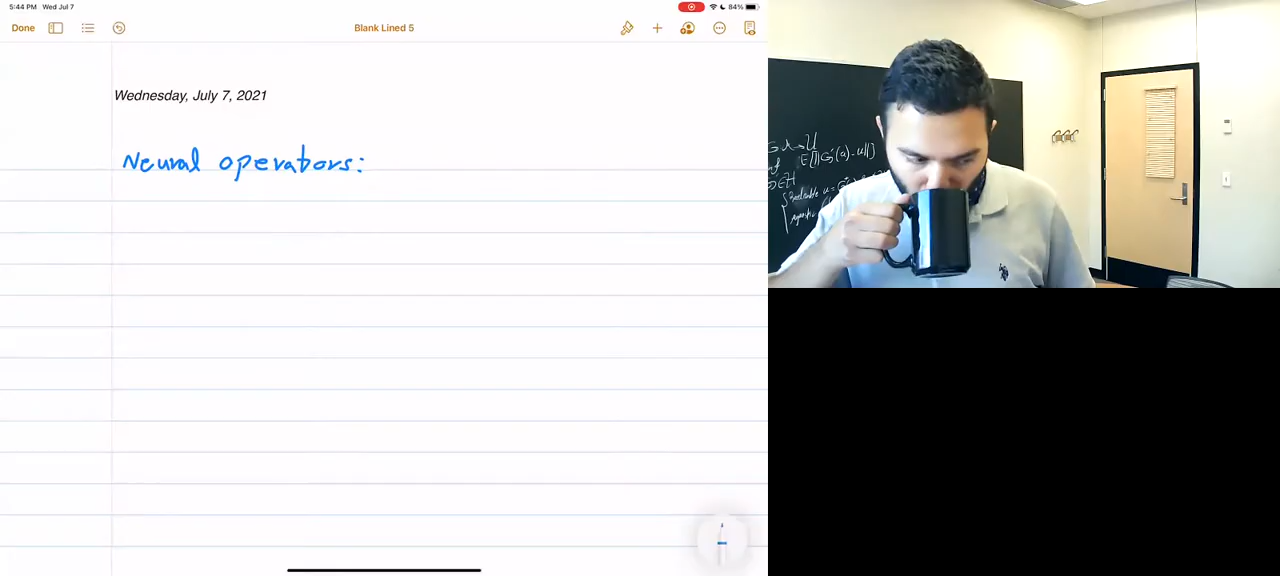 5:44 PM Wed Jul 7
84%
Done
Blank Lined 5
Wednesday, July 7, 2021
Neural operators:
E[||G(a) - u||]